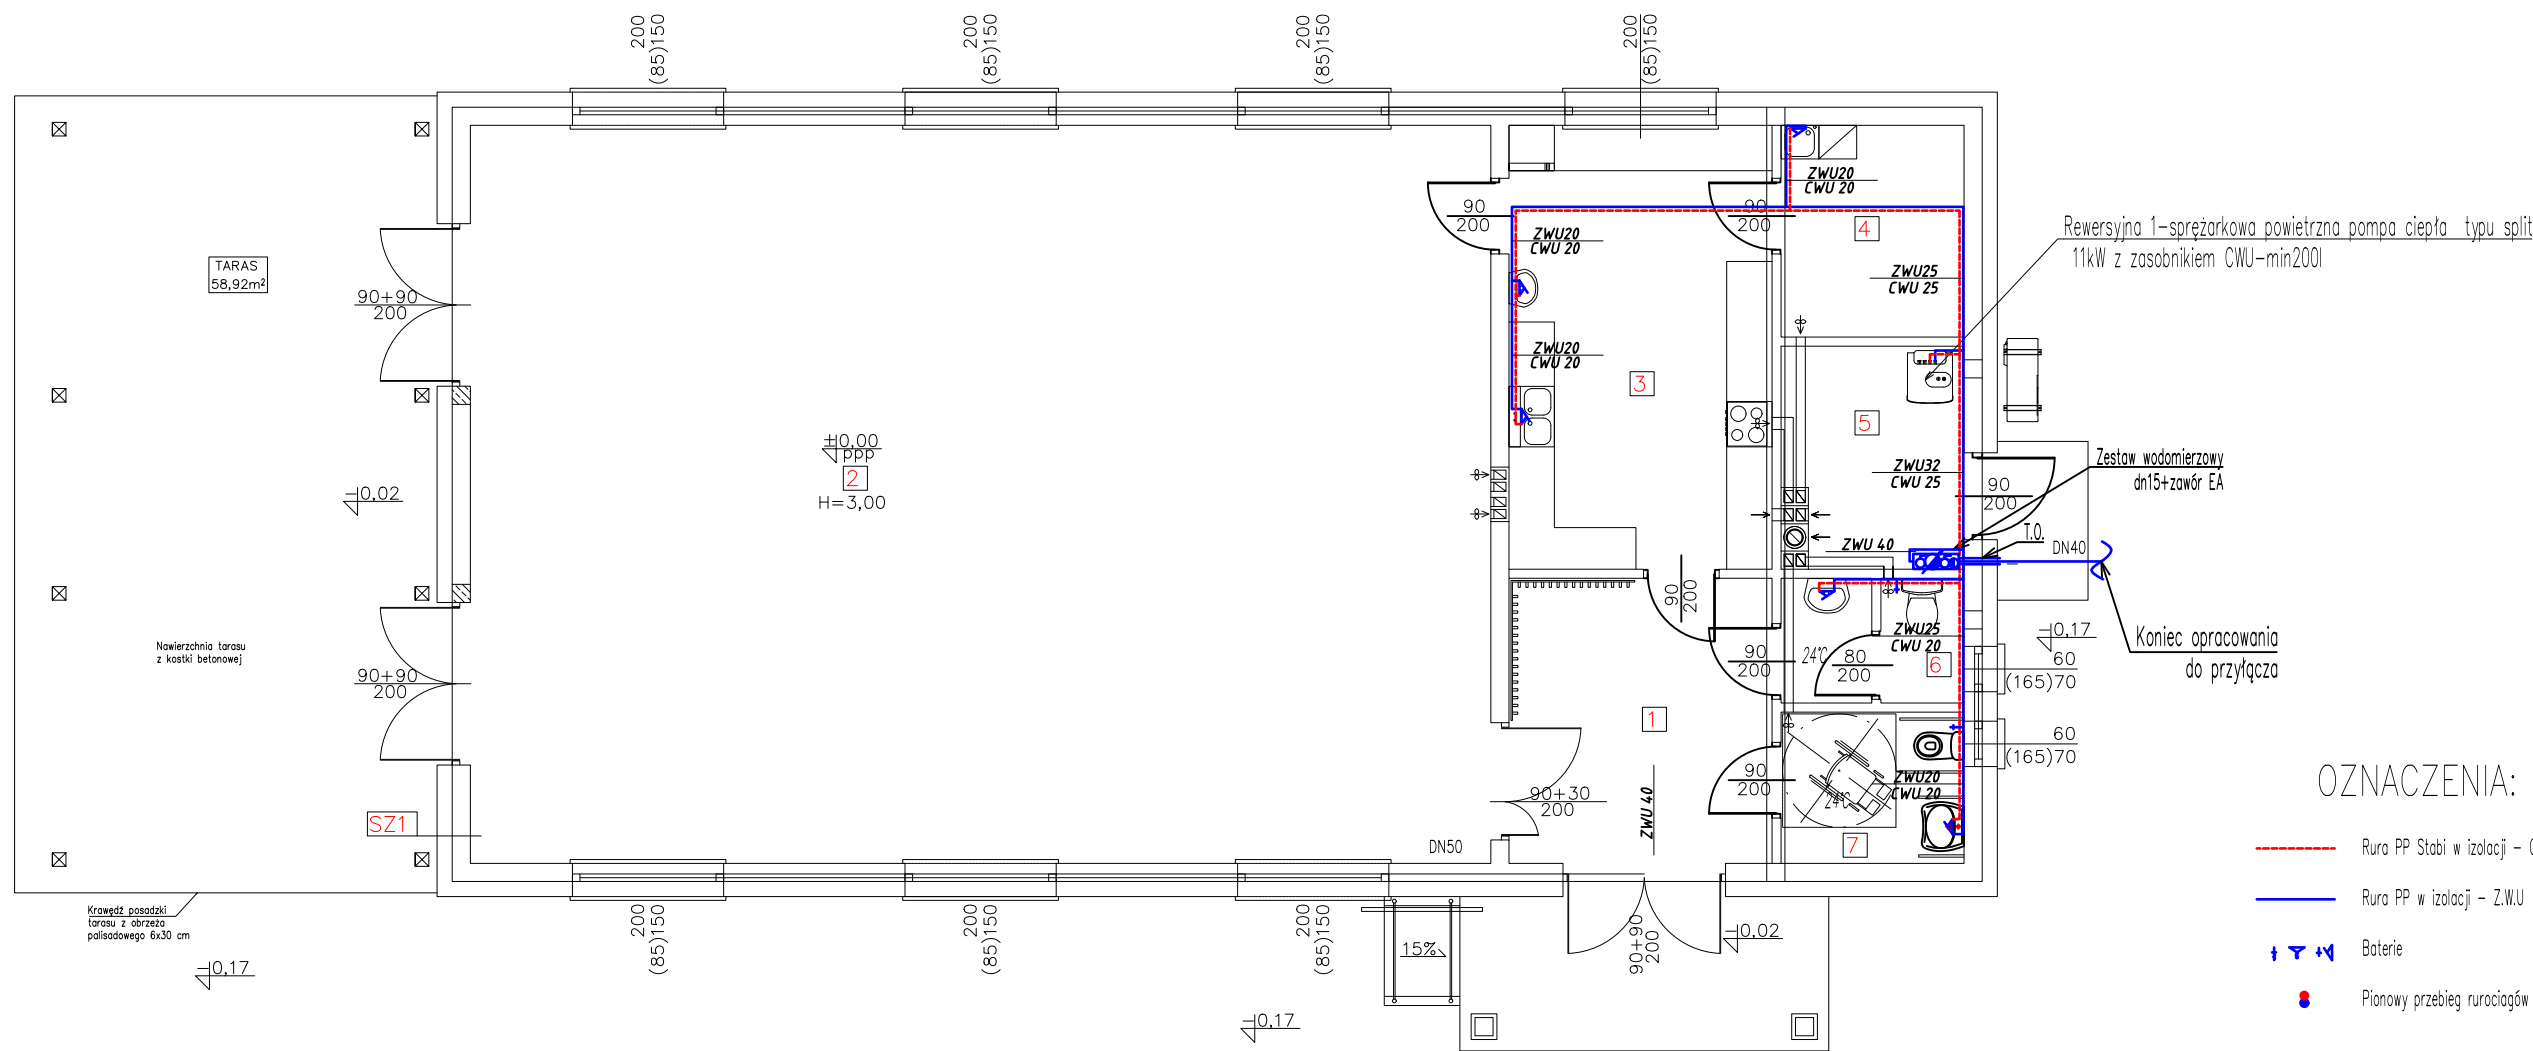 200
(85)150
200
(85)150
200
(85)150
200
(85)150
TARAS
58,92m²
90+90
200
-0,02
Nawierzchnia tarasu
z kostki betonowej
90+90
200
SZ1
Krawędź posadzki
tarasu z obrzeża
palisadowego 6x30 cm
-0,17
±0,00
ppp
2
H=3,00
200
(85)150
200
(85)150
200
(85)150
90
200
ZWU20
CWU 20
ZWU20
CWU 20
3
90
200
ZWU20
CWU 20
4
ZWU25
CWU 25
5
ZWU32
CWU 25
ZWU 40
90
200
90
200
24°C
80
200
ZWU25
CWU 20
6
1
90+30
200
ZWU 40
90
200
24°C
ZWU20
CWU 20
7
DN50
15%
90+90
200
-0,02
-0,17
Rewersyjna 1-sprężarkowa powietrzna pompa ciepła typu split
11kW z zasobnikiem CWU-min200l
Zestaw wodomierzowy
dn15+zawór EA
90
200
T.O.
DN40
-0,17
Koniec opracowania
do przyłącza
60
(165)70
60
(165)70
OZNACZENIA:
Rura PP Stabi w izolacji -
Rura PP w izolacji - Z.W.U
Baterie
Pionowy przebieg rurociągów